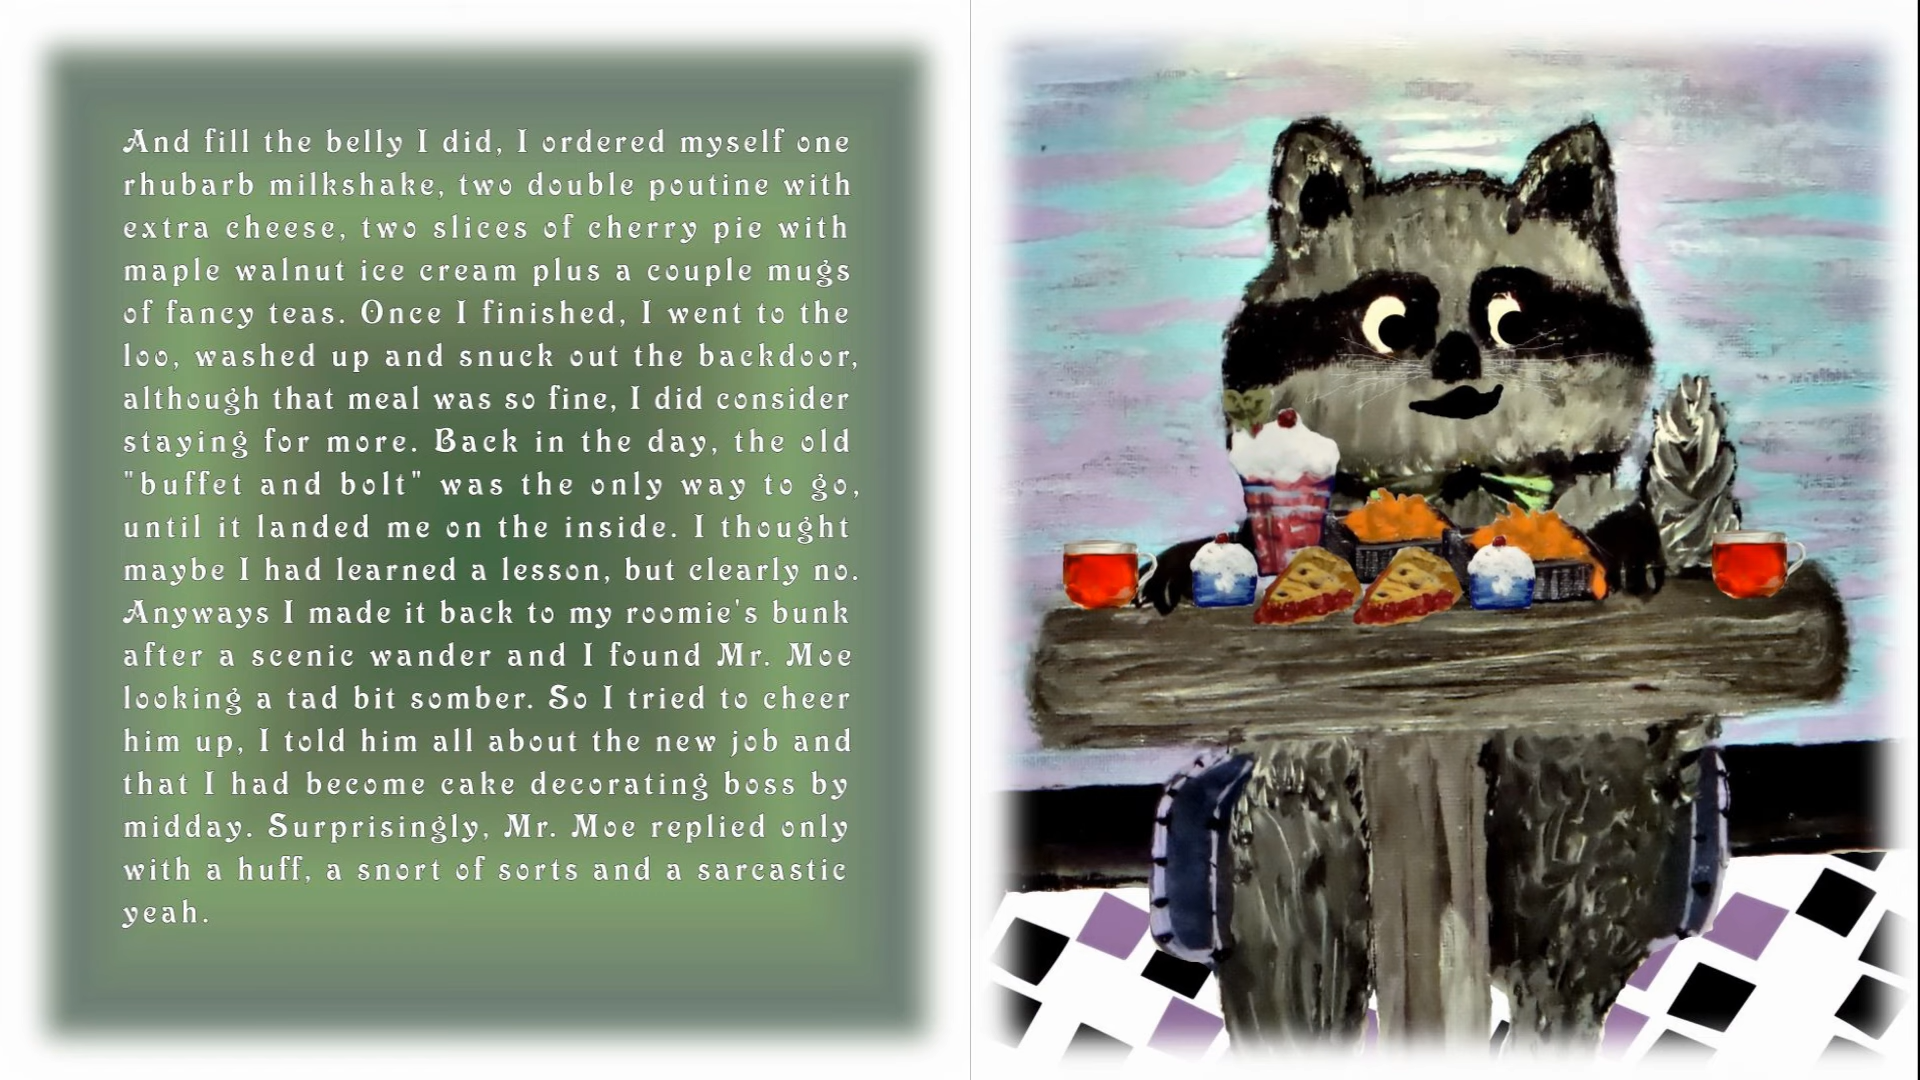 And fill the belly I did, I ordered myself one
rhubarb milkshake, two double poutine with
extra cheese, two slices of cherry pie with
maple walnut ice cream plus a couple mugs
of fancy teas. Once I finished, I went to the
loo, washed up and snuck out the backdoor,
although that meal was so fine, I did consider
staying for more. Back in the day, the old
"buffet and bolt" was the only way to go,
until it landed me on the inside. I thought
maybe I had learned a lesson, but clearly no.
Anyways I made it back to my roomie's bunk
after a scenic wander and I found Mr. Moe
looking a tad bit somber. So I tried to cheer
him up, I told him all about the new job and
that I had become cake decorating boss by
midday. Surprisingly, Mr. Moe replied only
with a huff, a snort of sorts and a sarcastic
yeah.